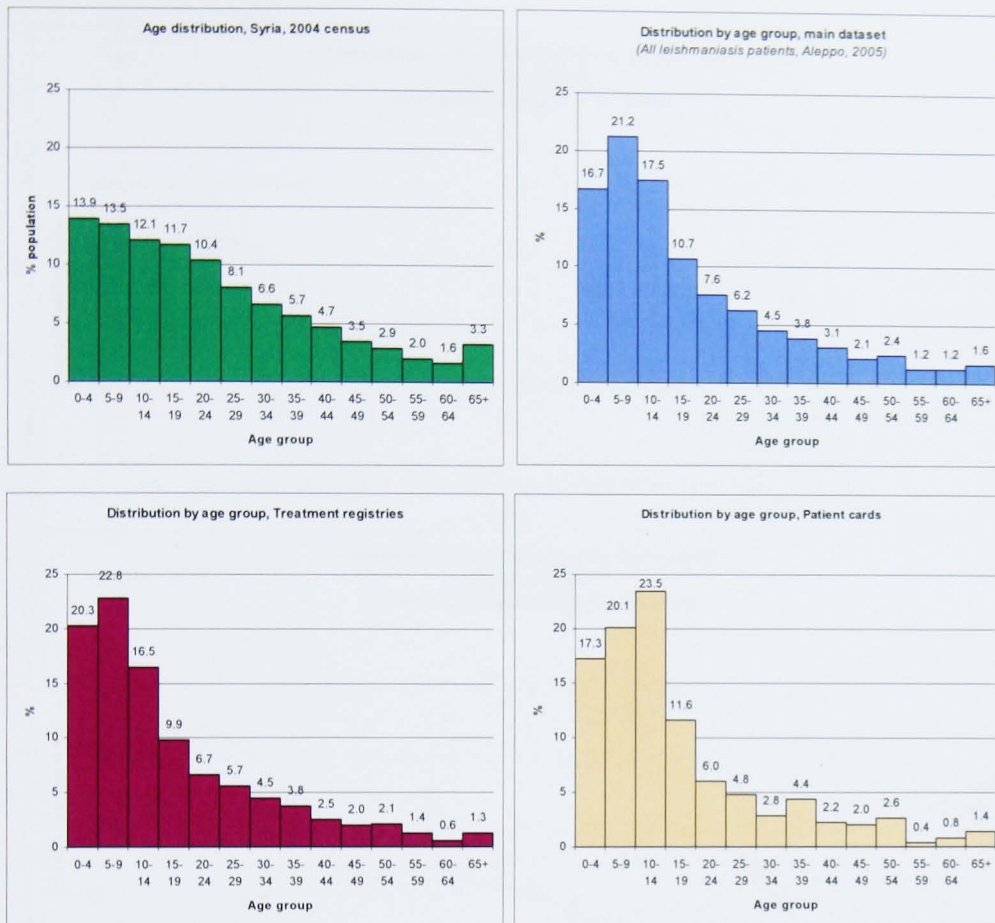 Age distribution, Syria, 2004 census
% population
25
20
15
10
5
0
13.9 13.5 12.1 11.7 10.4 8.1 6.6 5.7 4.7 3.5 2.9 2.0 1.6 3.3
0-4 5-9 10- 15- 20- 25- 30- 35- 40- 45- 50- 55- 60- 65+
14 19 24 29 34 39 44 49 54 59 64
Age group
Distribution by age group, main dataset
(All leishmaniasis patients, Aleppo, 2005)
%
25
20
15
10
5
0
16.7 21.2 17.5 10.7 7.6 6.2 4.5 3.8 3.1 2.1 2.4 1.2 1.2 1.6
0-4 5-9 10- 15- 20- 25- 30- 35- 40- 45- 50- 55- 60- 65+
14 19 24 29 34 39 44 49 54 59 64
Age group
Distribution by age group, Treatment registries
%
25
20
15
10
5
0
20.3 22.8 16.5 9.9 6.7 5.7 4.5 3.8 2.5 2.0 2.1 1.4 0.6 1.3
0-4 5-9 10- 15- 20- 25- 30- 35- 40- 45- 50- 55- 60- 65+
14 19 24 29 34 39 44 49 54 59 64
Age group
Distribution by age group, Patient cards
%
25
20
15
10
5
0
17.3 20.1 23.5 11.6 6.0 4.8 2.8 4.4 2.2 2.0 2.6 0.4 0.8 1.4
0-4 5-9 10- 15- 20- 25- 30- 35- 40- 45- 50- 55- 60- 65+
14 19 24 29 34 39 44 49 54 59 64
Age group